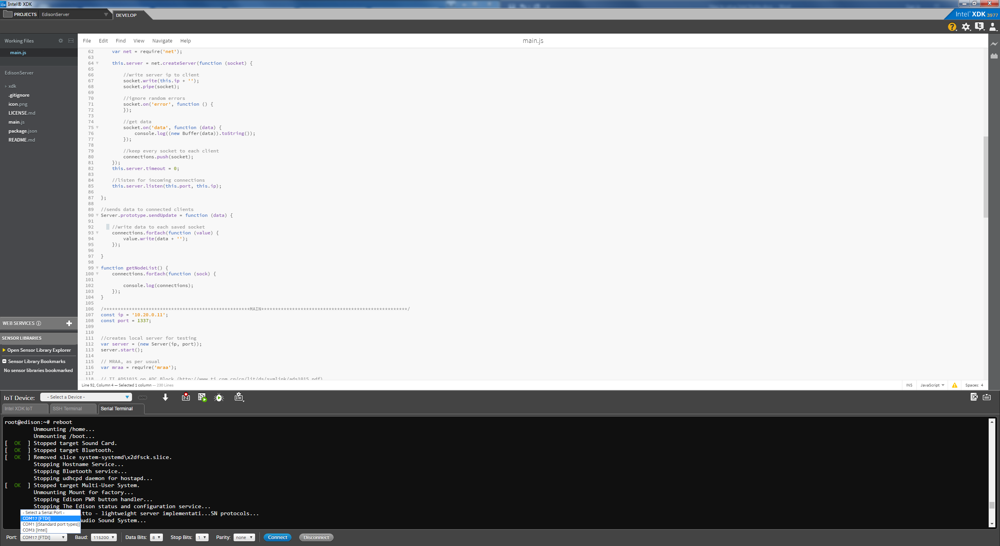 Intel® XDK
PROJECTS EdisonServer
DEVELOP
Intel® XDK 3977
Working Files
main.js
EdisonServer
xdk
.gitignore
icon.png
LICENSE.md
main.js
package.json
README.md
WEB SERVICES
SENSOR LIBRARIES
Open Sensor Library Explorer
Sensor Library Bookmarks
No sensor libraries bookmarked
File Edit Find View Navigate Help
main.js
62 var net = require('net');
63
64 this.server = net.createServer(function (socket) {
65
66 //write server ip to client
67 socket.write(this.ip + '');
68 socket.pipe(socket);
69
70 //ignore random errors
71 socket.on('error', function () {
72 });
73
74 //get data
75 socket.on('data', function (data) {
76 console.log((new Buffer(data)).toString());
77 });
78
79 //keep every socket to each client
80 connections.push(socket);
81 });
82 this.server.timeout = 0;
83
84 //listen for incoming connections
85 this.server.listen(this.port, this.ip);
86
87 };
88
89 //sends data to connected clients
90 Server.prototype.sendUpdate = function (data) {
91
92 //write data to each saved socket
93 connections.forEach(function (value) {
94 value.write(data + '');
95 });
96
97 }
98
99 function getNodeList() {
100 connections.forEach(function (sock) {
101
102 console.log(connections);
103 });
104 }
105
106 /****************************************************MAIN****************************************************/
107 const ip = '10.20.0.11';
108 const port = 1337;
109
110
111 //creates local server for testing
112 var server = (new Server(ip, port));
113 server.start();
114
115 // MRAA, as per usual
116 var mraa = require('mraa');
117
118 // TI ADS1015 on ADC Block (http://www.ti.com.cn/cn/lit/ds/symlink/ads1015.pdf)
Line 92, Column 4 — Selected 1 column — 230 Lines
INS JavaScript Spaces: 4
IoT Device: - Select a Device -
Intel XDK IoT SSH Terminal Serial Terminal
root@edison:~# reboot
Unmounting /home...
Unmounting /boot...
[ OK ] Stopped target Sound Card.
[ OK ] Stopped target Bluetooth.
[ OK ] Removed slice system-systemd\x2dfsck.slice.
Stopping Hostname Service...
Stopping Bluetooth service...
Stopping udhcpd daemon for hostapd...
[ OK ] Stopped target Multi-User System.
Unmounting Mount for factory...
Stopping Edison PWR button handler...
Stopping The Edison status and configuration service...
itto - lightweight server implementati...SN protocols...
Audio Sound System...
- Select a Serial Port -
COM17 [FTDI]
COM1 [(Standard port types)]
COM3 [Intel]
Port: COM17 [FTDI] Baud: 115200 Data Bits: 8 Stop Bits: 1 Parity: none Connect Disconnect